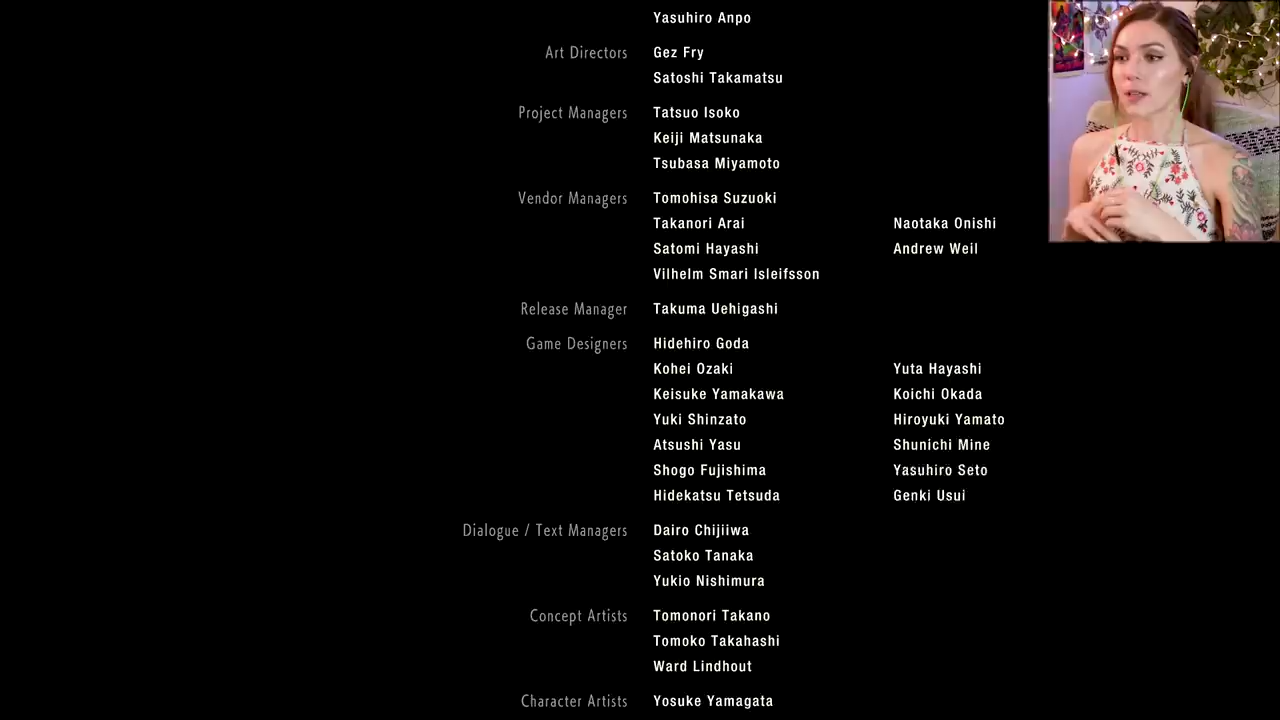 Yasuhiro Anpo
Art Directors Gez Fry
Satoshi Takamatsu
Project Managers Tatsuo Isoko
Keiji Matsunaka
Tsubasa Miyamoto
Vendor Managers Tomohisa Suzuoki
Takanori Arai Naotaka Onishi
Satomi Hayashi Andrew Weil
Vilhelm Smari Isleifsson
Release Manager Takuma Uehigashi
Game Designers Hidehiro Goda
Kohei Ozaki Yuta Hayashi
Keisuke Yamakawa Koichi Okada
Yuki Shinzato Hiroyuki Yamato
Atsushi Yasu Shunichi Mine
Shogo Fujishima Yasuhiro Seto
Hidekatsu Tetsuda Genki Usui
Dialogue / Text Managers Dairo Chijiiwa
Satoko Tanaka
Yukio Nishimura
Concept Artists Tomonori Takano
Tomoko Takahashi
Ward Lindhout
Character Artists Yosuke Yamagata